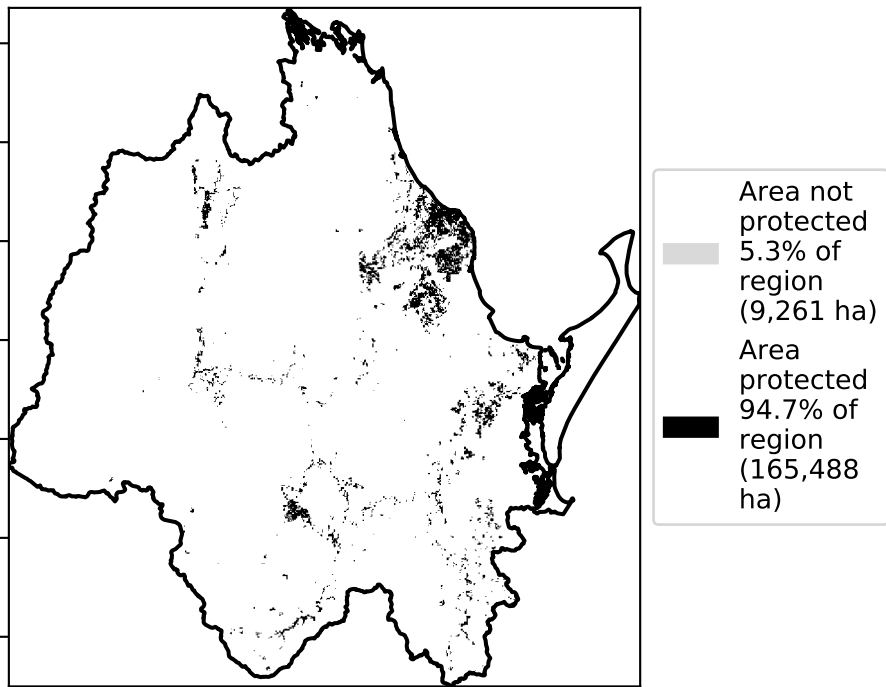 Area not
protected
5.3% of
region
(9,261 ha)
Area
protected
94.7% of
region
(165,488
ha)